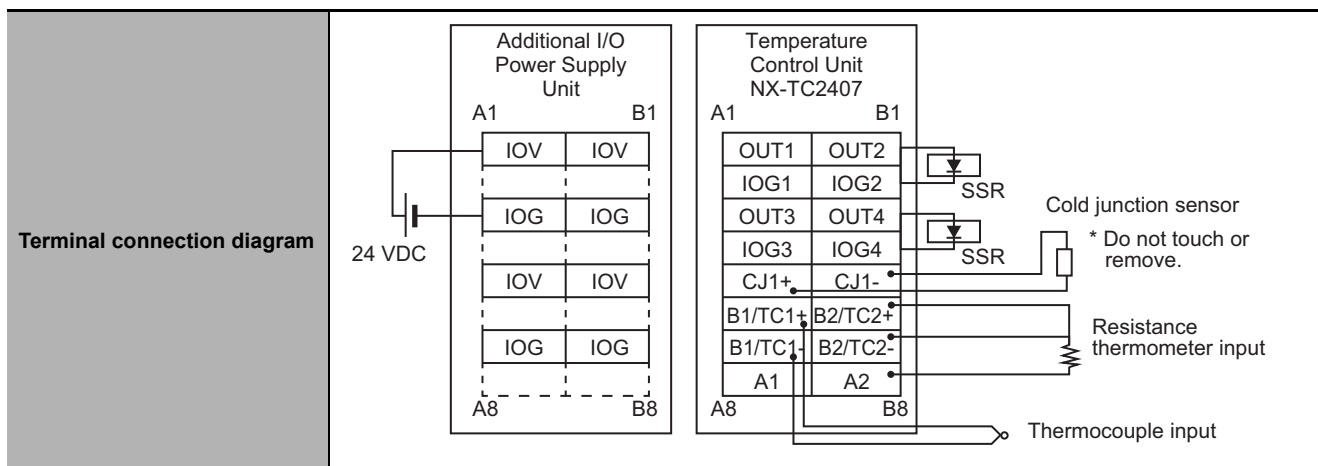 Terminal connection diagram
Additional I/O
Power Supply
Unit
A1 B1
IOV IOV
IOG IOG
IOV IOV
IOG IOG
A8 B8
24 VDC
Temperature
Control Unit
NX-TC2407
A1 B1
OUT1 OUT2
IOG1 IOG2
OUT3 OUT4
IOG3 IOG4
CJ1+ CJ1-
B1/TC1+ B2/TC2+
B1/TC1- B2/TC2-
A1 A2
A8 B8
SSR
SSR
Cold junction sensor
* Do not touch or
remove.
Resistance
thermometer input
Thermocouple input